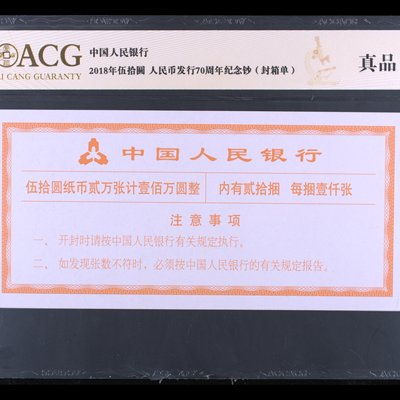 ACG
中国人民银行
2018年伍拾圆 人民币发行70周年纪念钞（封箱单）
真品
LI CANG GUARANTY
中国人民银行
伍拾圆纸币贰万张计壹佰万圆整 内有贰拾捆 每捆壹仟张
注意事项
一、开封时请按中国人民银行有关规定执行。
二、如发现张数不符时，必须按中国人民银行的有关规定报告。